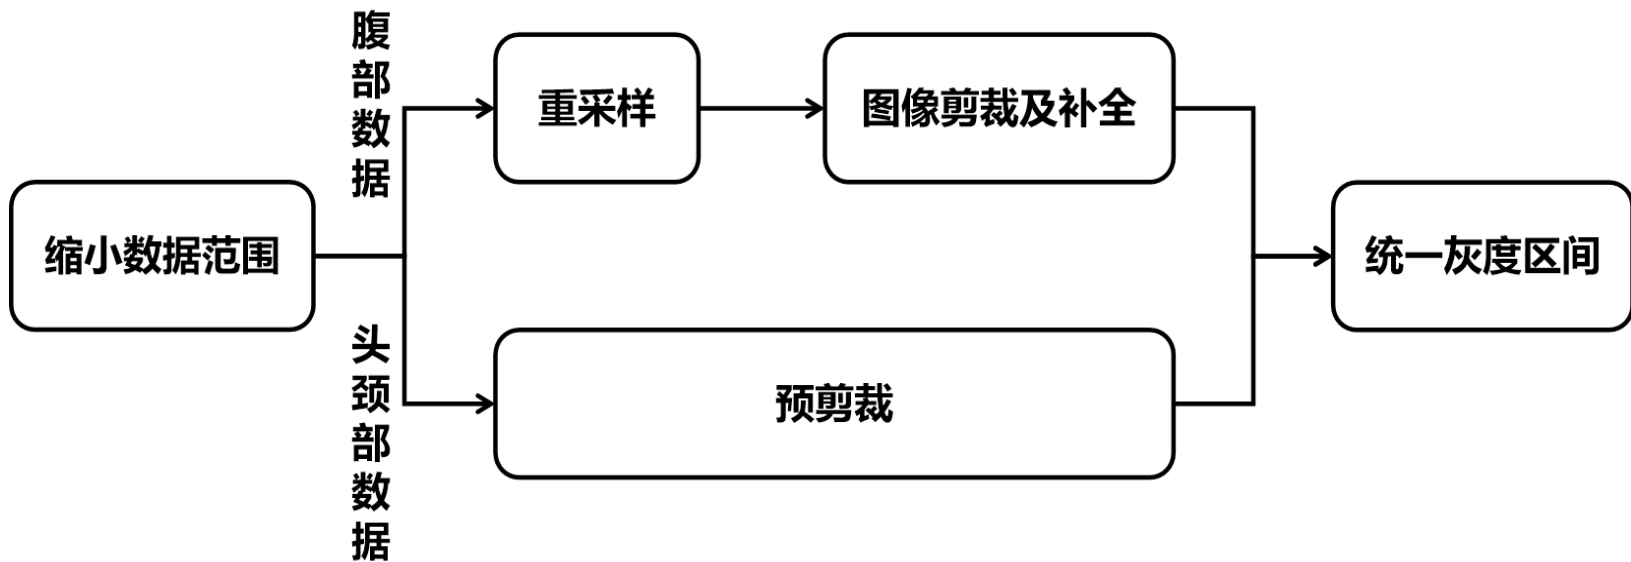 缩小数据范围
腹部数据
重采样
图像剪裁及补全
头颈部数据
预剪裁
统一灰度区间